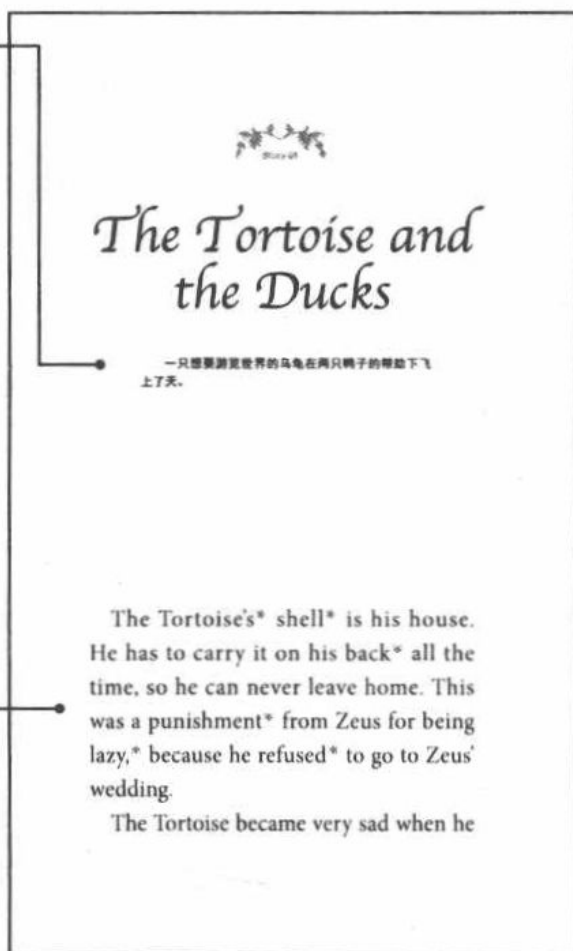 The Tortoise and
the Ducks
一只想要游览世界的乌龟在两只鸭子的帮助下飞
上了天。
The Tortoise's* shell* is his house.
He has to carry it on his back* all the
time, so he can never leave home. This
was a punishment* from Zeus for being
lazy,* because he refused* to go to Zeus'
wedding.
The Tortoise became very sad when he